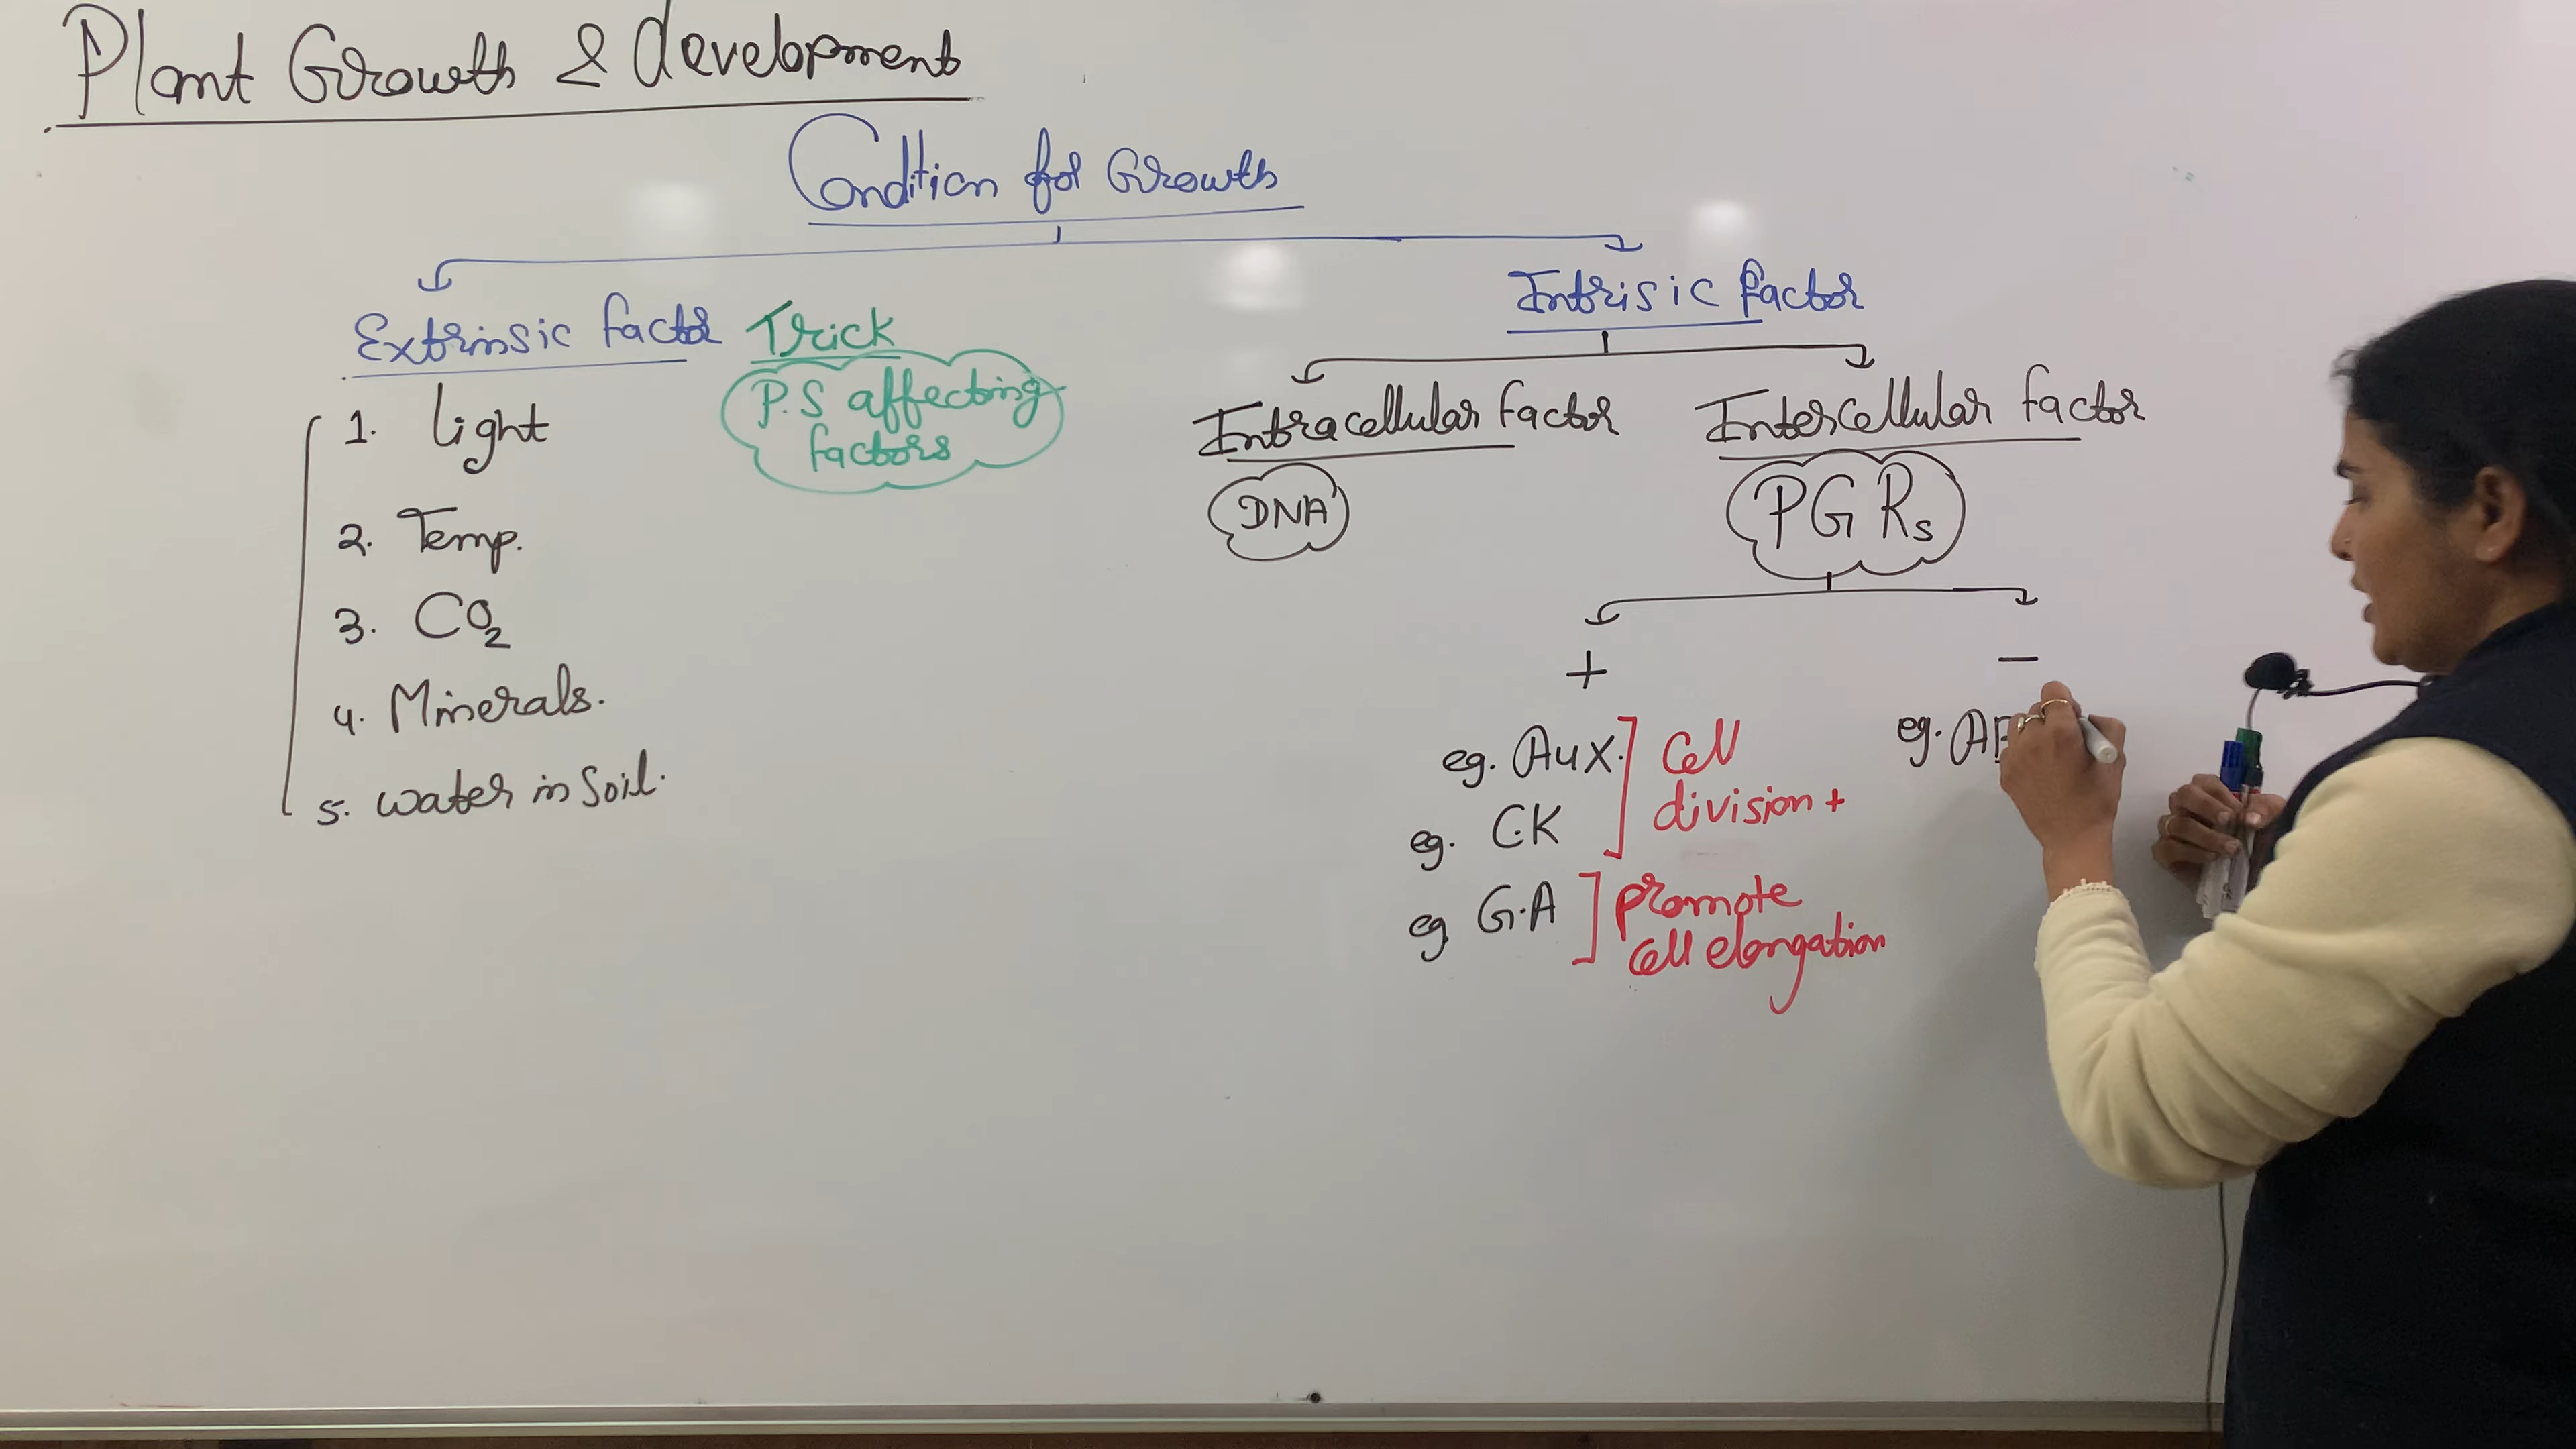 Plant Growth & development
Condition for Growth
Extrinsic factor
Trick
P.S affecting
factors
1. light
2. Temp.
3. CO2
4. Minerals.
5. water in Soil.
Intrisic factor
Intracellular factor
DNA
Intercellular factor
PGRs
+
eg. Aux.
eg. CK
] Cell
division +
eg G.A
] Promote
cell elongation
−
eg.